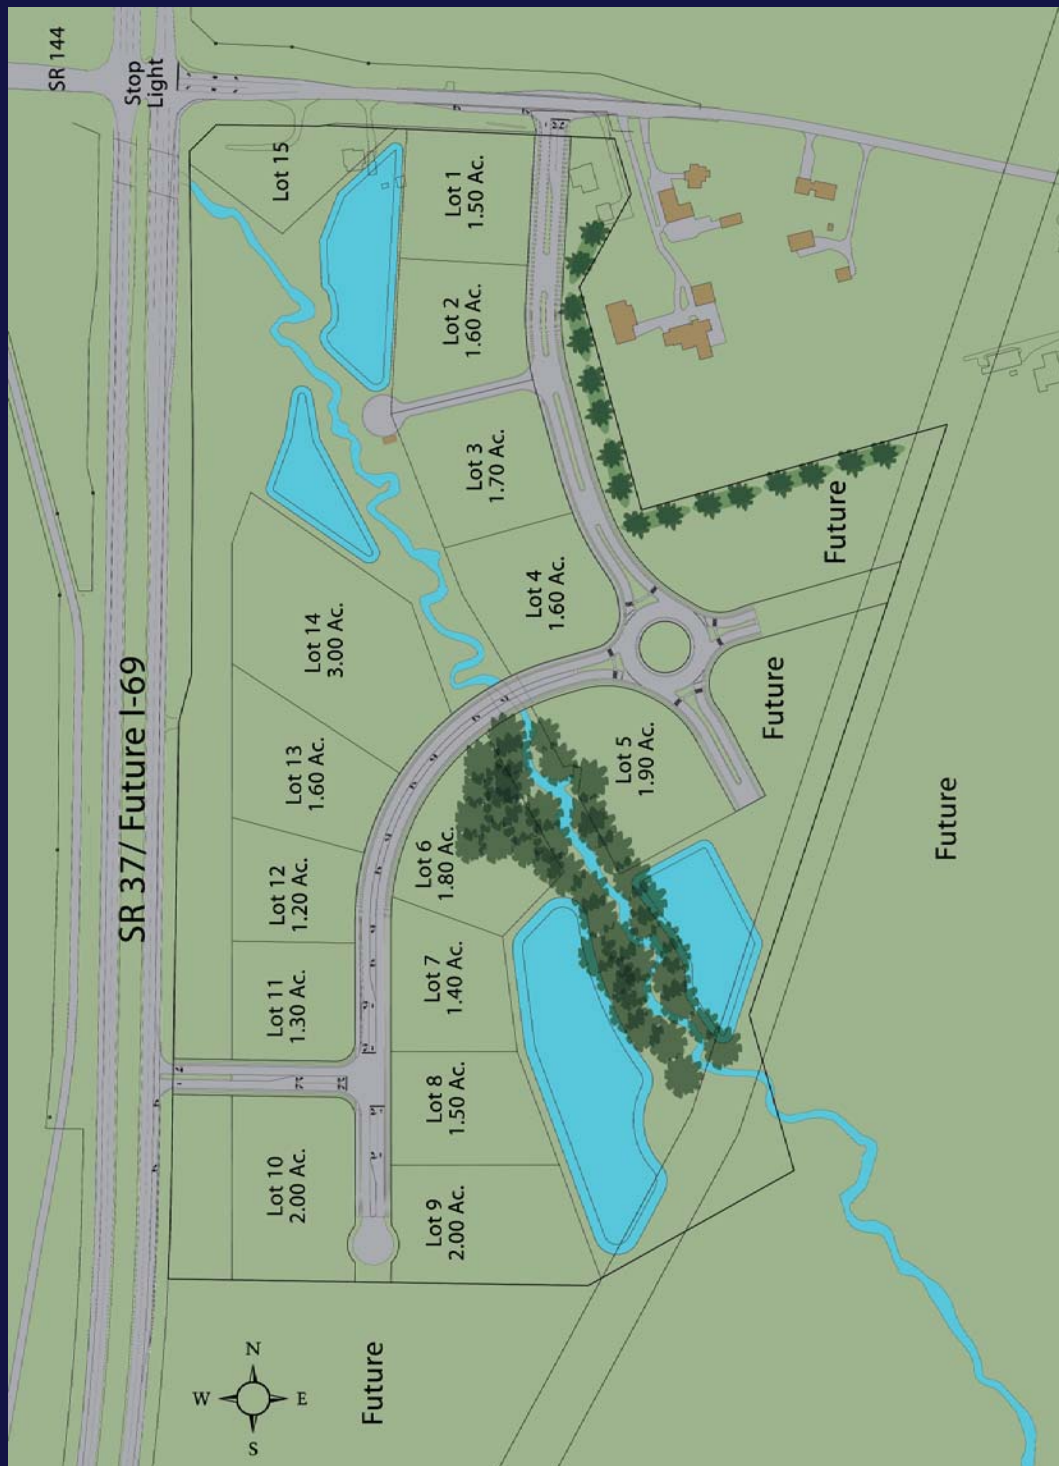 SR 144
Stop
Light
SR 37/ Future I-69
Lot 15
Lot 1
1.50 Ac.
Lot 2
1.60 Ac.
Lot 3
1.70 Ac.
Lot 4
1.60 Ac.
Lot 14
3.00 Ac.
Lot 13
1.60 Ac.
Lot 12
1.20 Ac.
Lot 11
1.30 Ac.
Lot 10
2.00 Ac.
Lot 5
1.90 Ac.
Lot 6
1.80 Ac.
Lot 7
1.40 Ac.
Lot 8
1.50 Ac.
Lot 9
2.00 Ac.
Future
Future
Future
Future
N
W
E
S